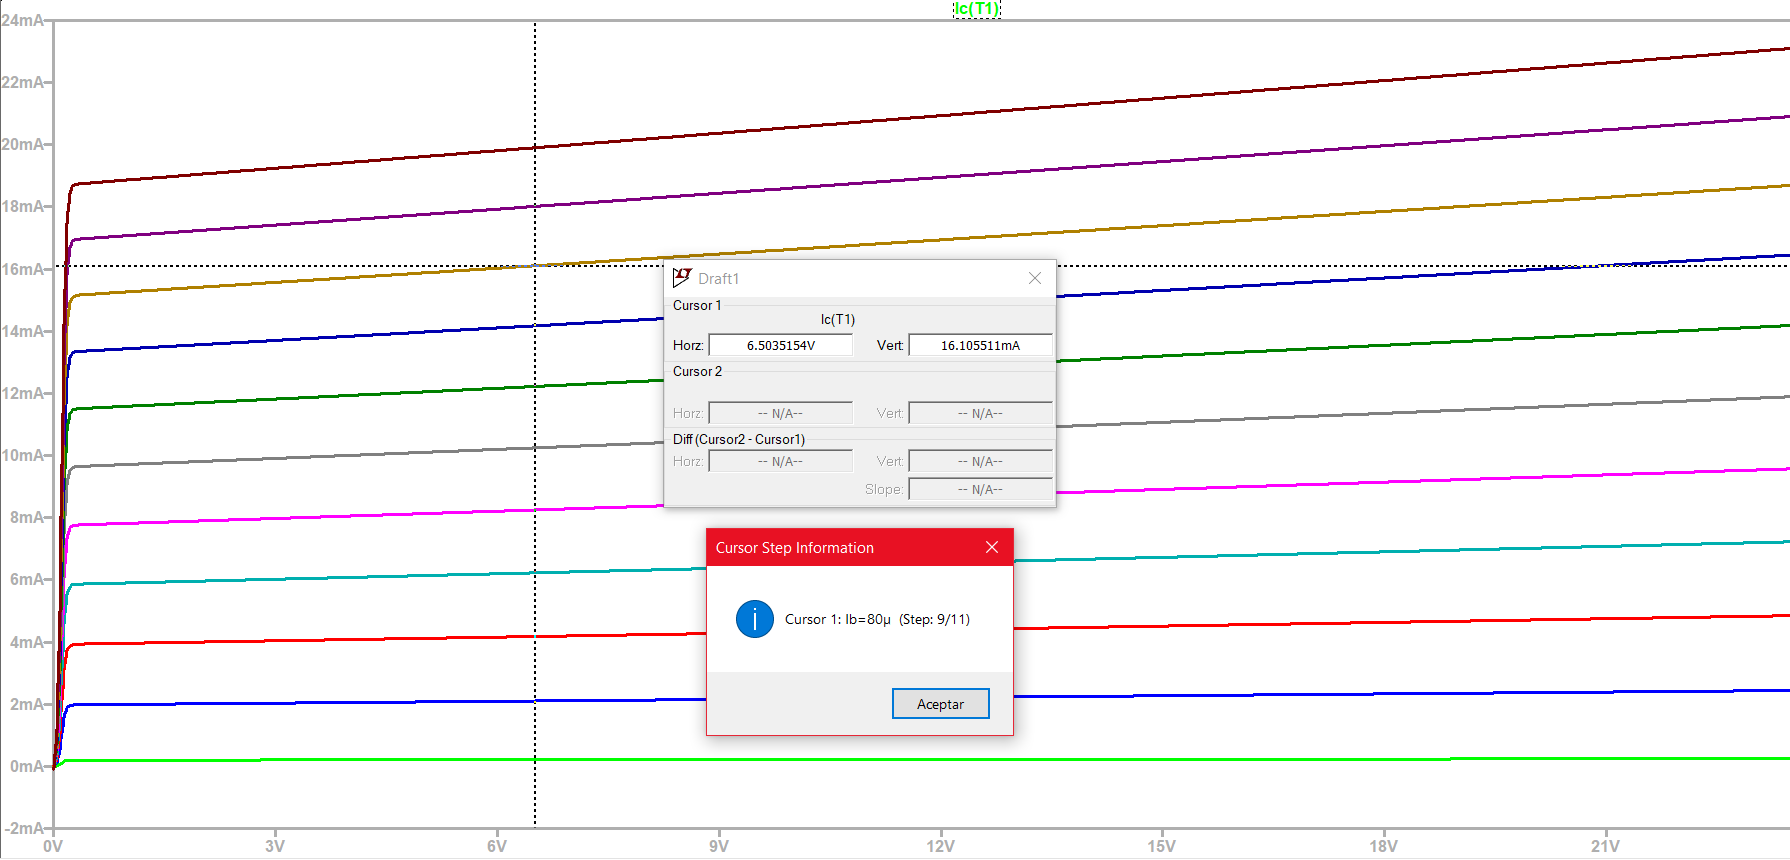 Ic(T1)
24mA
22mA
20mA
18mA
16mA
14mA
12mA
10mA
8mA
6mA
4mA
2mA
0mA
-2mA
0V 3V 6V 9V 12V 15V 18V 21V
Draft1
Cursor 1
Ic(T1)
Horz: 6.5035154V Vert: 16.105511mA
Cursor 2
Horz: -- N/A-- Vert: -- N/A--
Diff (Cursor2 - Cursor1)
Horz: -- N/A-- Vert: -- N/A--
Slope: -- N/A--
Cursor Step Information
Cursor 1: Ib=80µ (Step: 9/11)
Aceptar